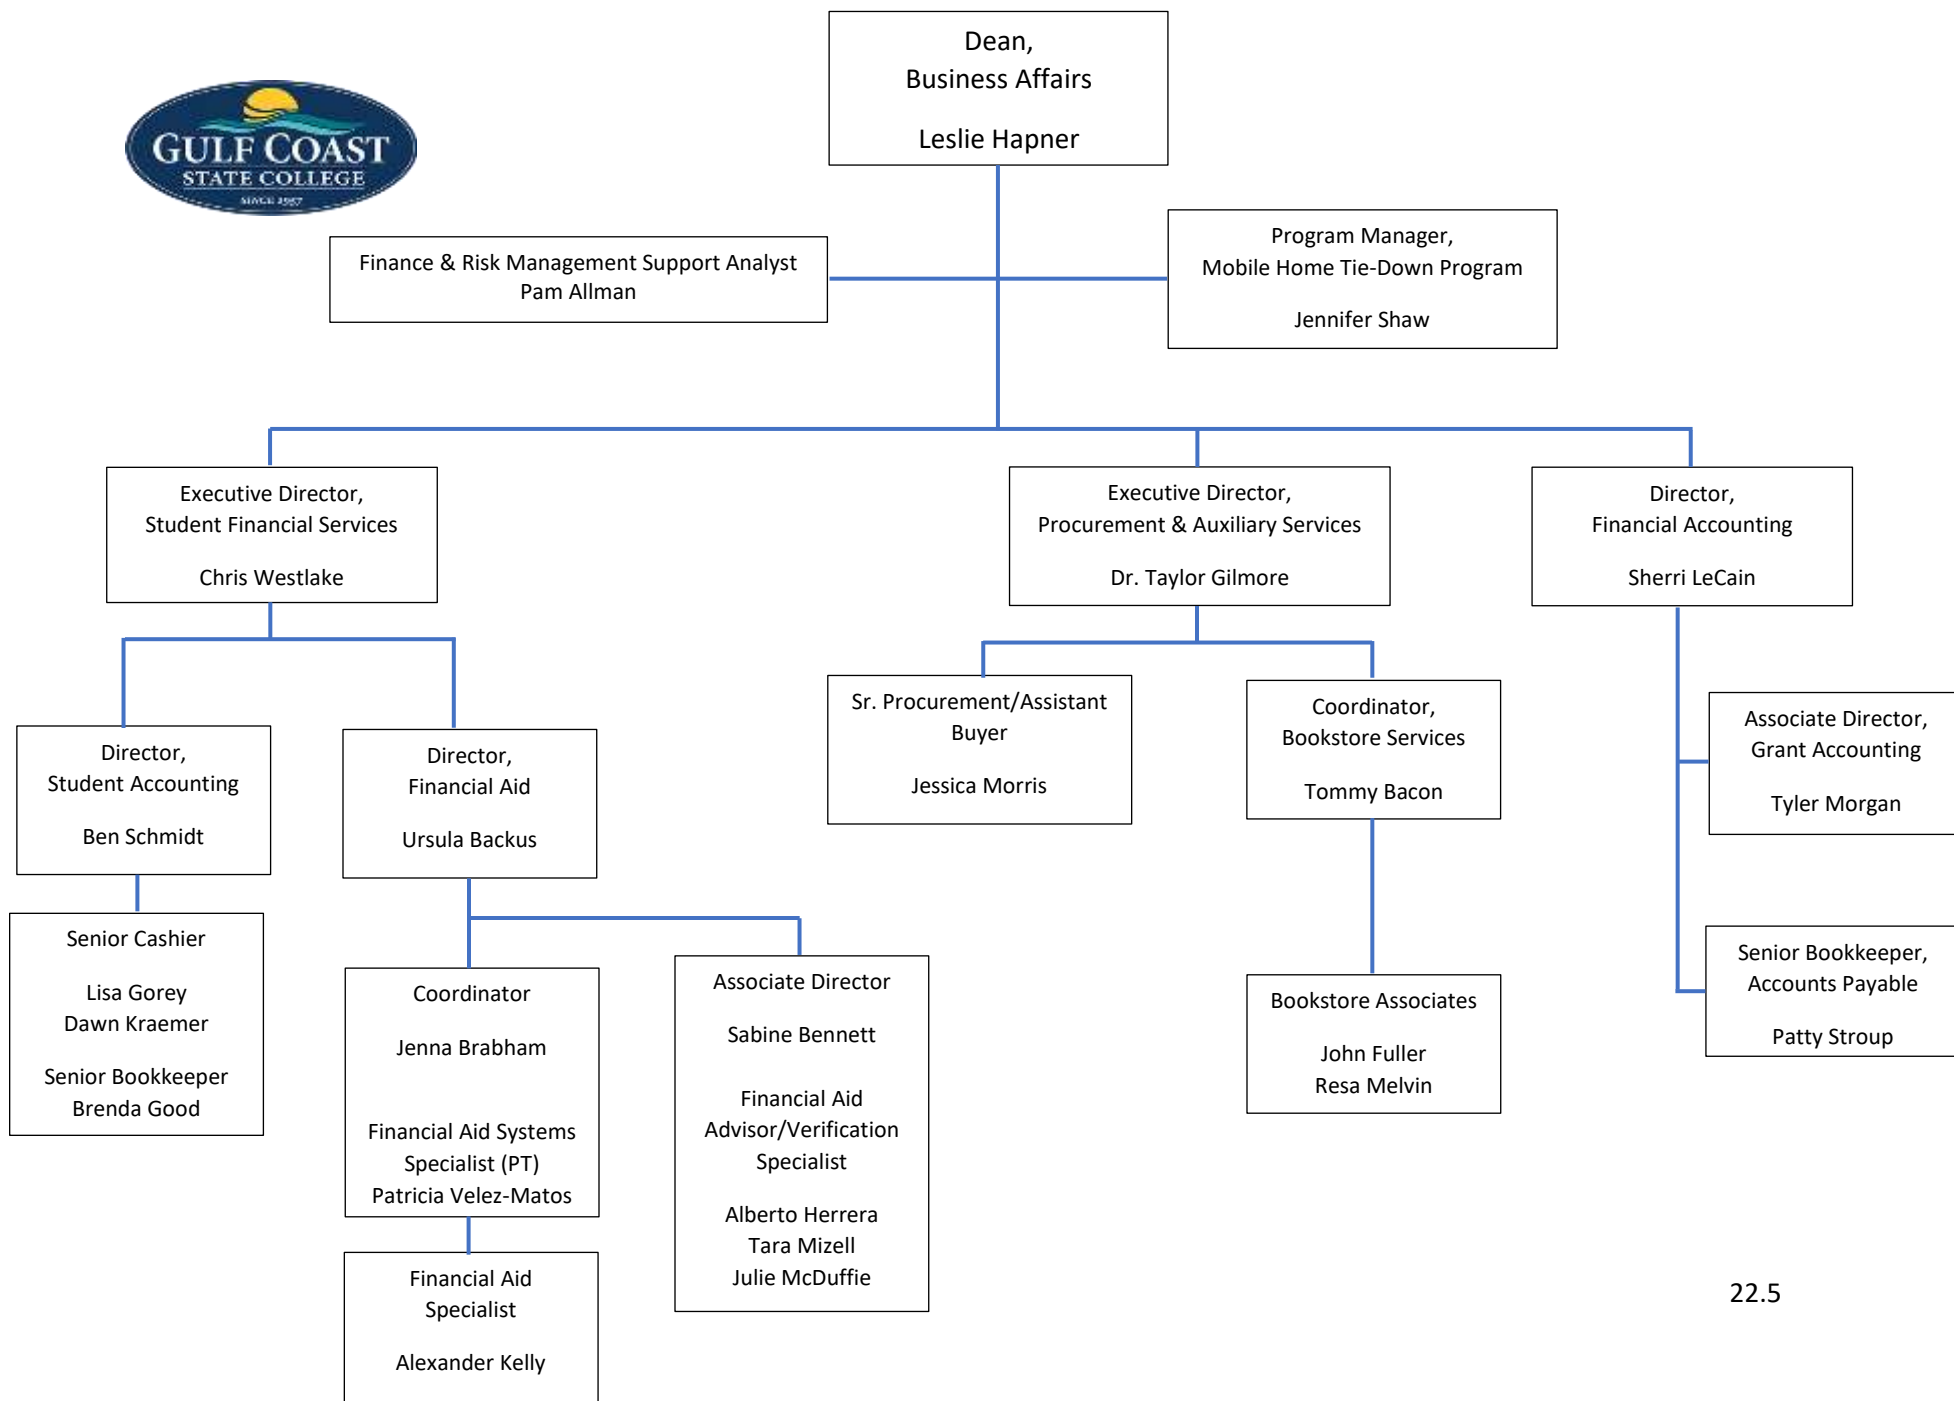 Dean,
Business Affairs
Leslie Hapner
GULF COAST
STATE COLLEGE
SINCE 1957
Finance & Risk Management Support Analyst
Pam Allman
Program Manager,
Mobile Home Tie-Down Program
Jennifer Shaw
Executive Director,
Student Financial Services
Chris Westlake
Executive Director,
Procurement & Auxiliary Services
Dr. Taylor Gilmore
Director,
Financial Accounting
Sherri LeCain
Director,
Student Accounting
Ben Schmidt
Director,
Financial Aid
Ursula Backus
Sr. Procurement/Assistant
Buyer
Jessica Morris
Coordinator,
Bookstore Services
Tommy Bacon
Associate Director,
Grant Accounting
Tyler Morgan
Senior Cashier
Lisa Gorey
Dawn Kraemer
Senior Bookkeeper
Brenda Good
Coordinator
Jenna Brabham
Financial Aid Systems
Specialist (PT)
Patricia Velez-Matos
Associate Director
Sabine Bennett
Financial Aid
Advisor/Verification
Specialist
Alberto Herrera
Tara Mizell
Julie McDuffie
Bookstore Associates
John Fuller
Resa Melvin
Senior Bookkeeper,
Accounts Payable
Patty Stroup
Financial Aid
Specialist
Alexander Kelly
22.5